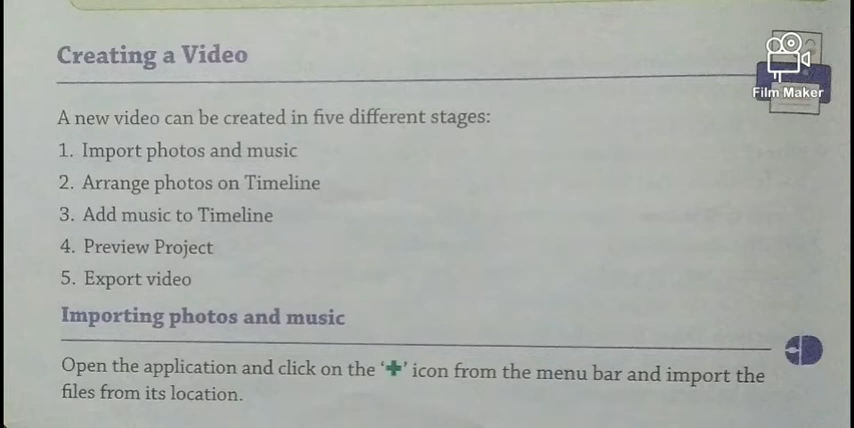 Creating a Video
Film Maker
A new video can be created in five different stages:
1. Import photos and music
2. Arrange photos on Timeline
3. Add music to Timeline
4. Preview Project
5. Export video
Importing photos and music
Open the application and click on the ‘✚’ icon from the menu bar and import the
files from its location.